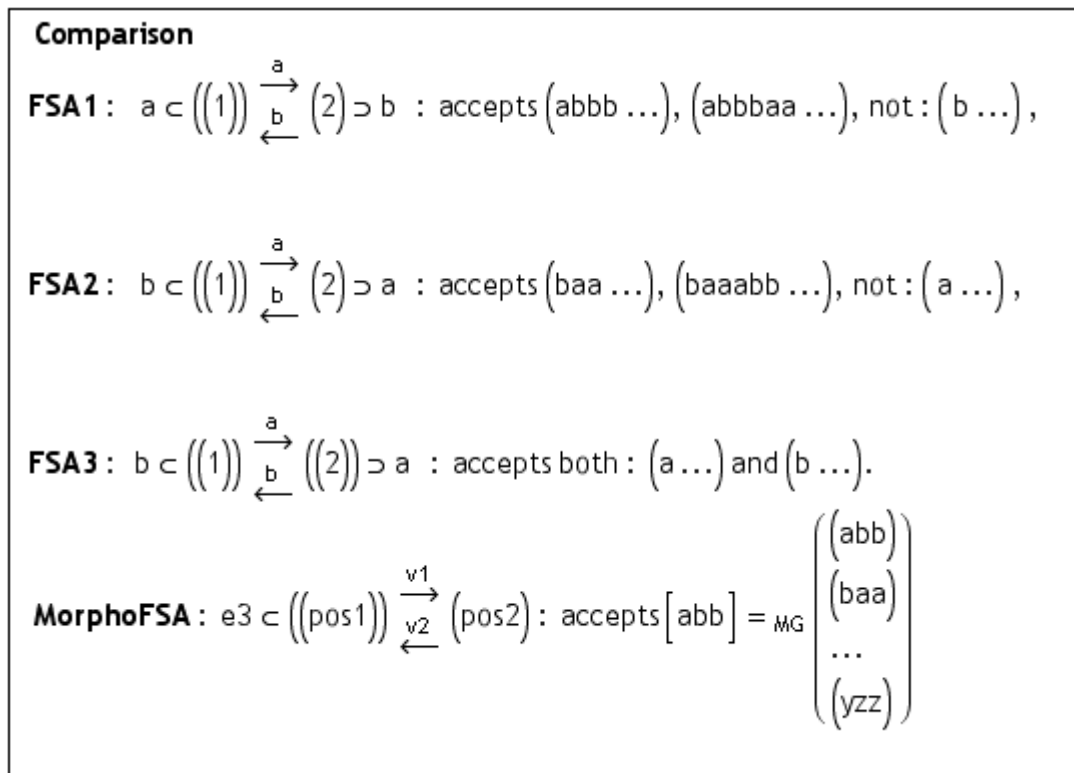 Comparison
FSA1 : a ⊂ ((1)) a → b ← (2) ⊃ b : accepts (abbb ...), (abbbaa ...), not : (b ...) ,
FSA2 : b ⊂ ((1)) a → b ← (2) ⊃ a : accepts (baa ...), (baaabb ...), not : ( a ...) ,
FSA3 : b ⊂ ((1)) a → b ← ((2)) ⊃ a : accepts both : (a ...) and (b ...).
MorphoFSA : e3 ⊂ ((pos1)) v1 → v2 ← (pos2) : accepts [abb] = MG
(abb)
(baa)
...
(yzz)